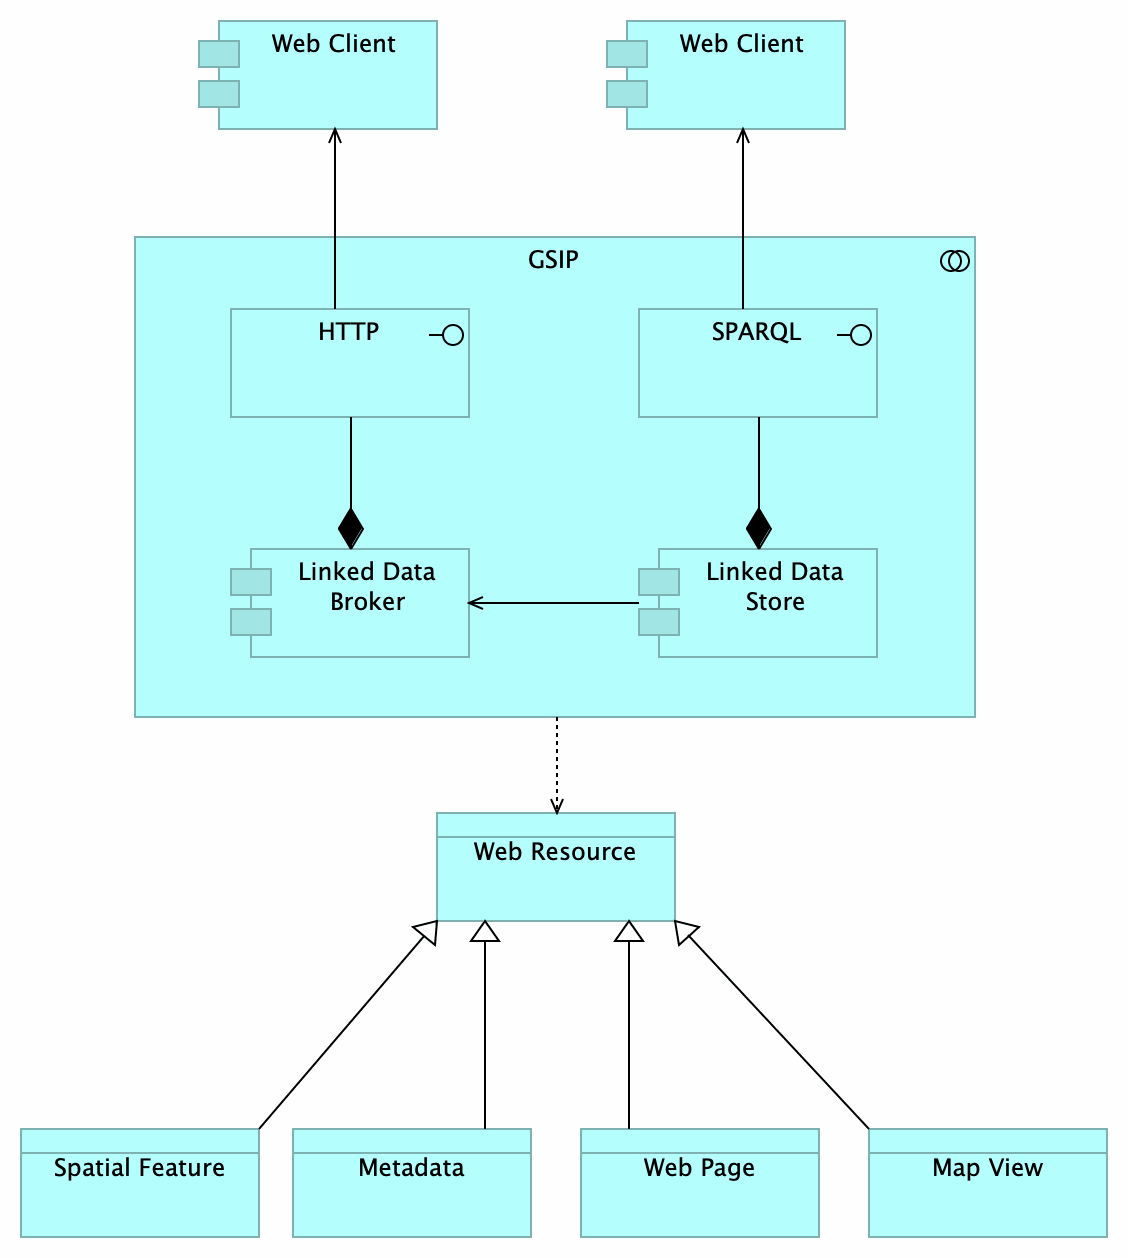 Web Client
Web Client
GSIP
HTTP
SPARQL
Linked Data
Broker
Linked Data
Store
Web Resource
Spatial Feature
Metadata
Web Page
Map View